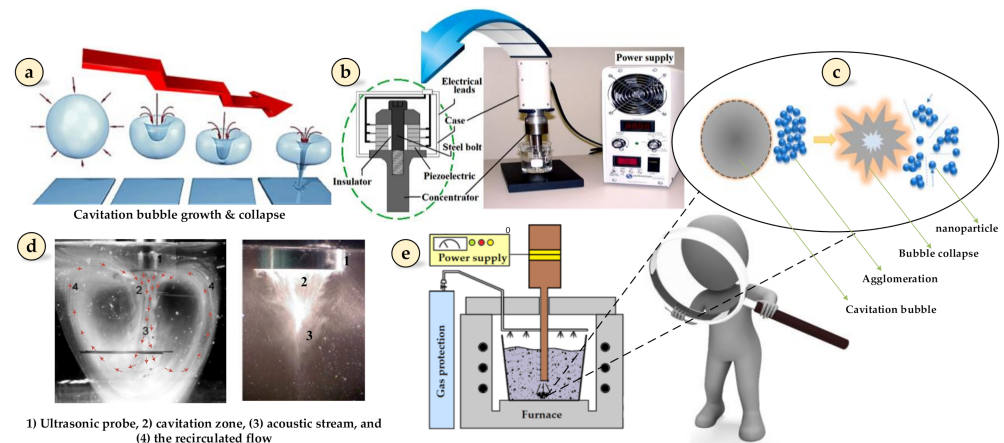 a
Cavitation bubble growth & collapse
b
Electrical
leads
Case
Steel bolt
Piezoelectric
Insulator
Concentrator
Power supply
c
nanoparticle
Bubble collapse
Agglomeration
Cavitation bubble
d
1
2
3
4
4
1
2
3
1) Ultrasonic probe, 2) cavitation zone, (3) acoustic stream, and
(4) the recirculated flow
e
0
Power supply
Gas protection
Furnace